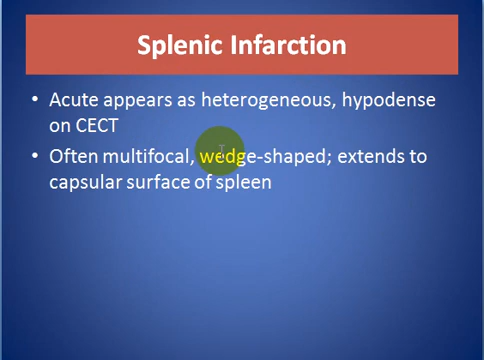 Splenic Infarction
• Acute appears as heterogeneous, hypodense
on CECT
• Often multifocal, wedge-shaped; extends to
capsular surface of spleen